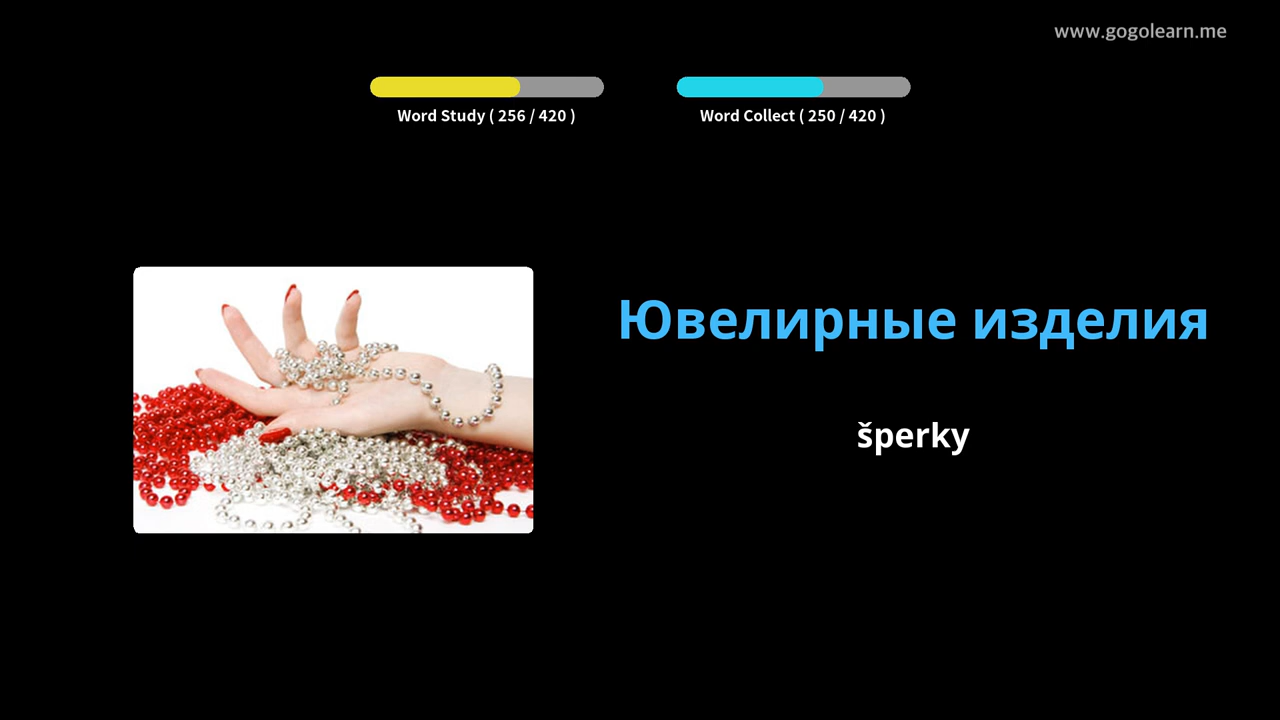 www.gogolearn.me
Word Study ( 256 / 420 )
Word Collect ( 250 / 420 )
Ювелирные изделия
šperky